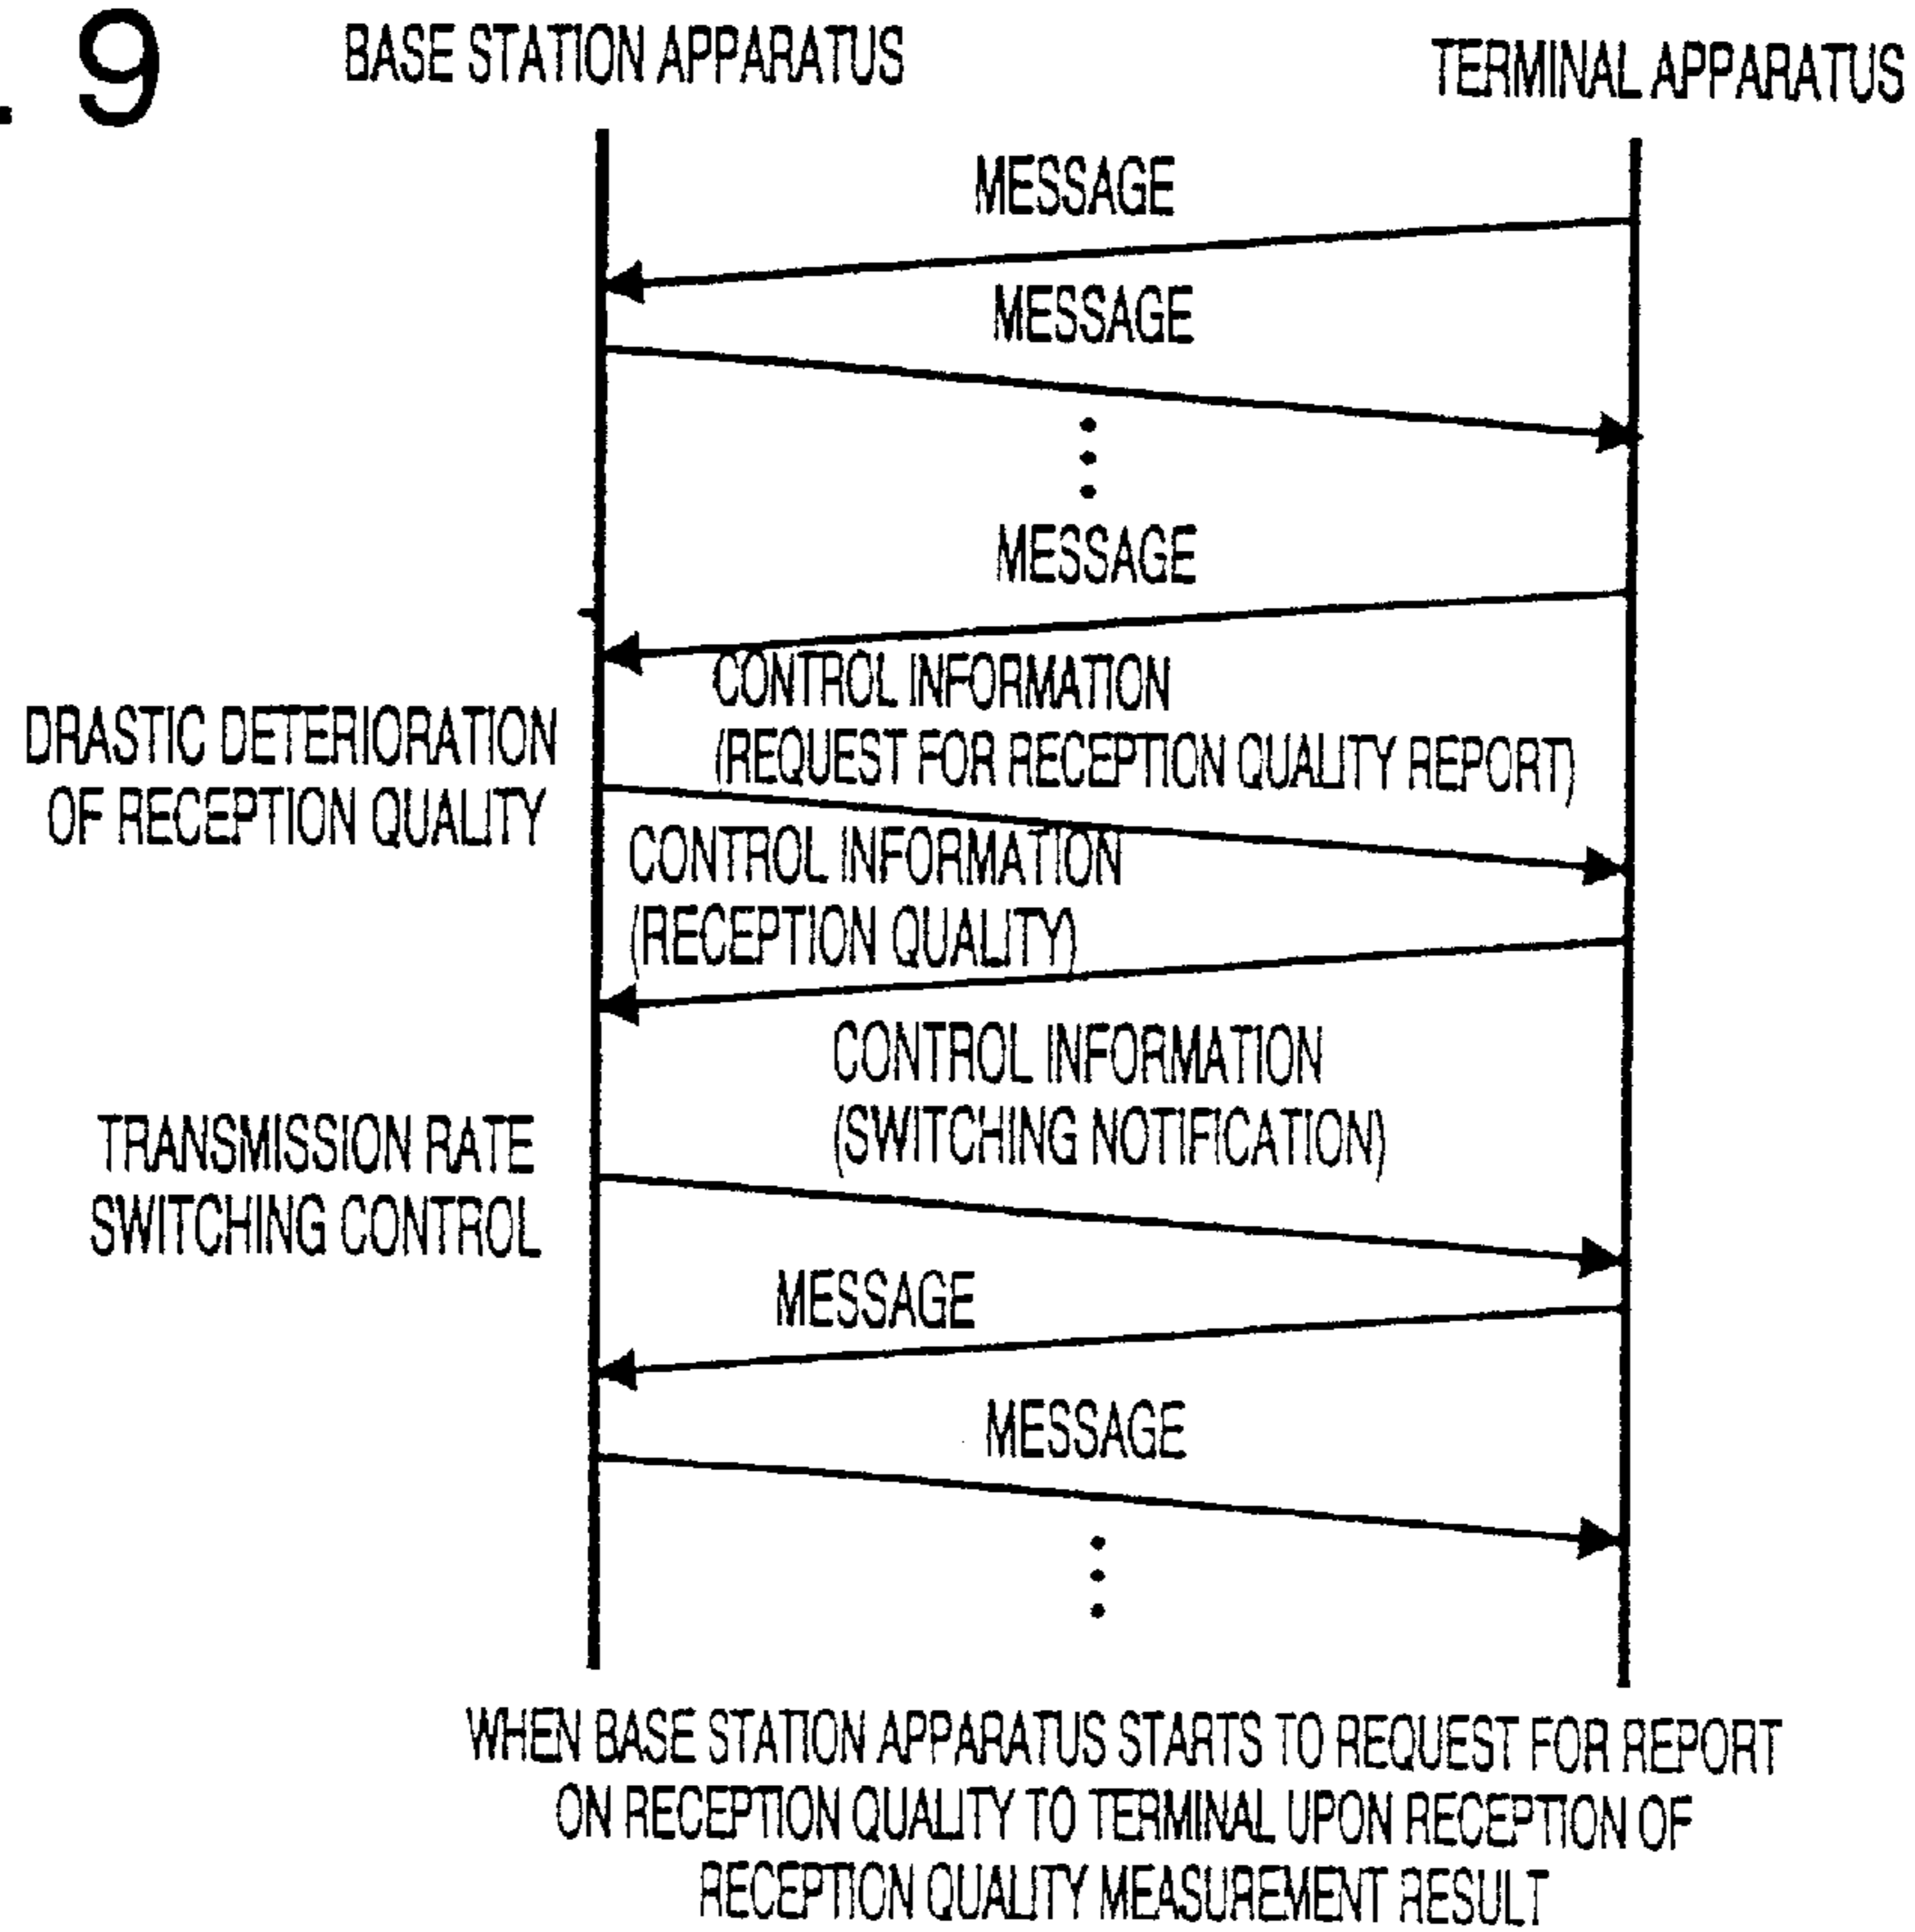 . 9
BASE STATION APPARATUS
TERMINAL APPARATUS
MESSAGE
MESSAGE
MESSAGE
CONTROL INFORMATION
(REQUEST FOR RECEPTION QUALITY REPORT)
DRASTIC DETERIORATION
OF RECEPTION QUALITY
CONTROL INFORMATION
(RECEPTION QUALITY)
CONTROL INFORMATION
(SWITCHING NOTIFICATION)
TRANSMISSION RATE
SWITCHING CONTROL
MESSAGE
MESSAGE
WHEN BASE STATION APPARATUS STARTS TO REQUEST FOR REPORT
ON RECEPTION QUALITY TO TERMINAL UPON RECEPTION OF
RECEPTION QUALITY MEASUREMENT RESULT